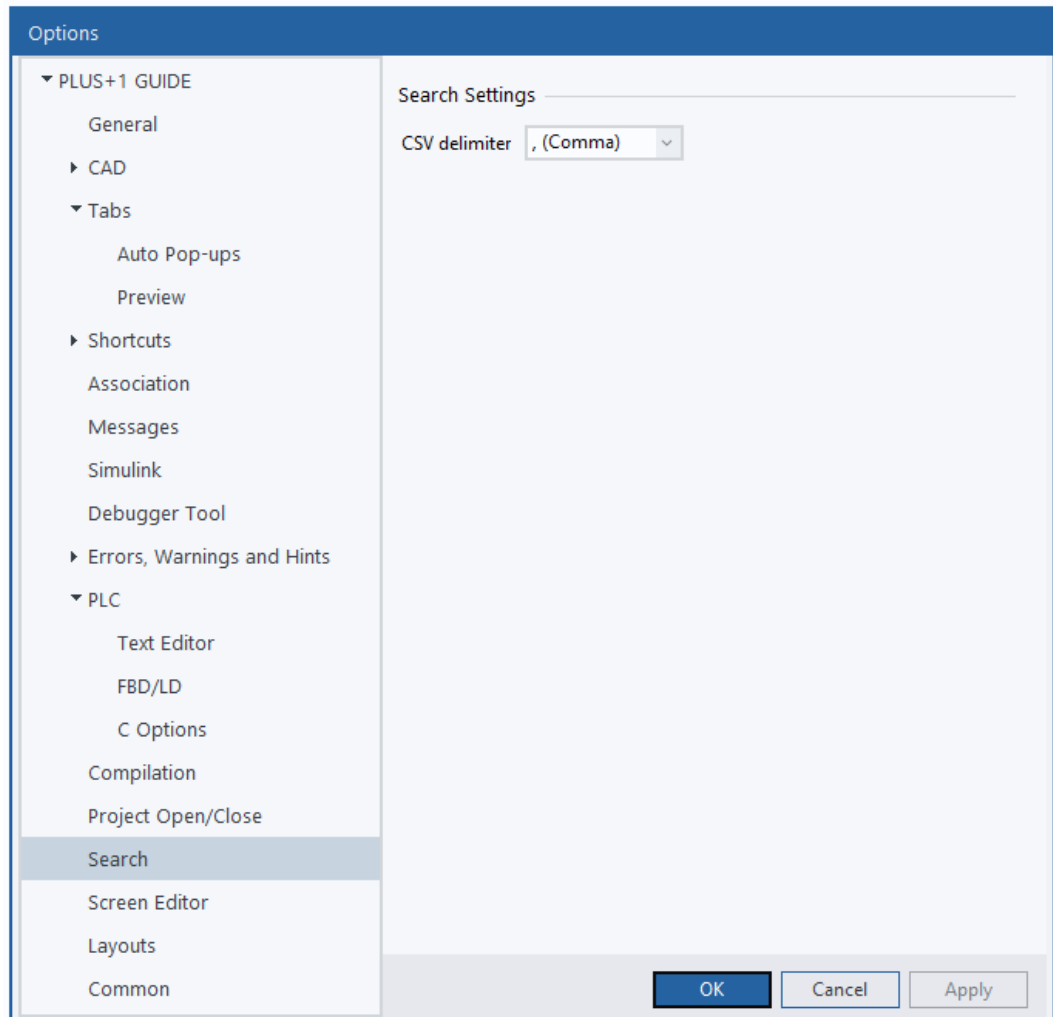 Options
PLUS+1 GUIDE
General
CAD
Tabs
Auto Pop-ups
Preview
Shortcuts
Association
Messages
Simulink
Debugger Tool
Errors, Warnings and Hints
PLC
Text Editor
FBD/LD
C Options
Compilation
Project Open/Close
Search
Screen Editor
Layouts
Common
Search Settings
CSV delimiter , (Comma)
OK Cancel Apply